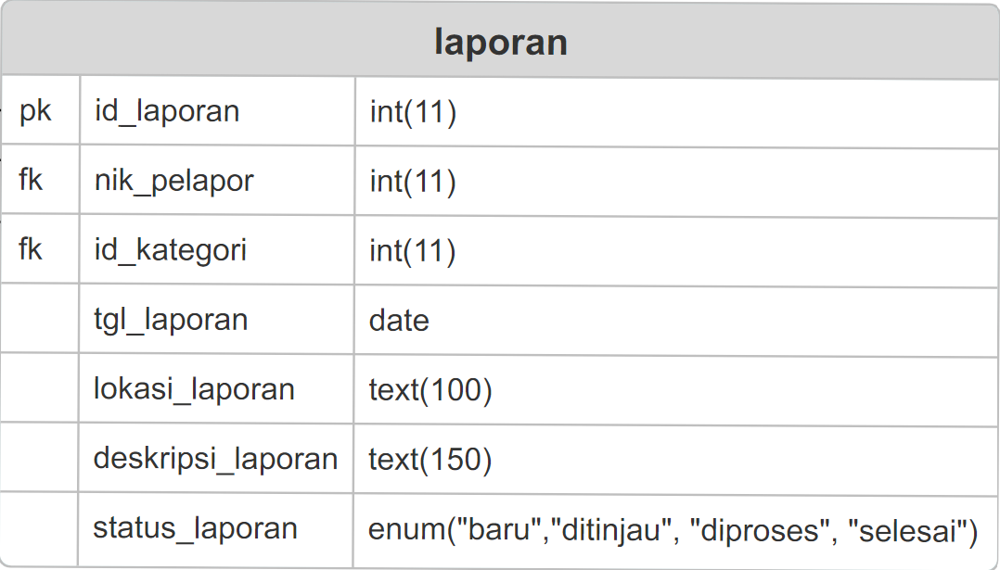 laporan
pk id_laporan int(11)
fk nik_pelapor int(11)
fk id_kategori int(11)
tgl_laporan date
lokasi_laporan text(100)
deskripsi_laporan text(150)
status_laporan enum("baru","ditinjau", "diproses", "selesai")